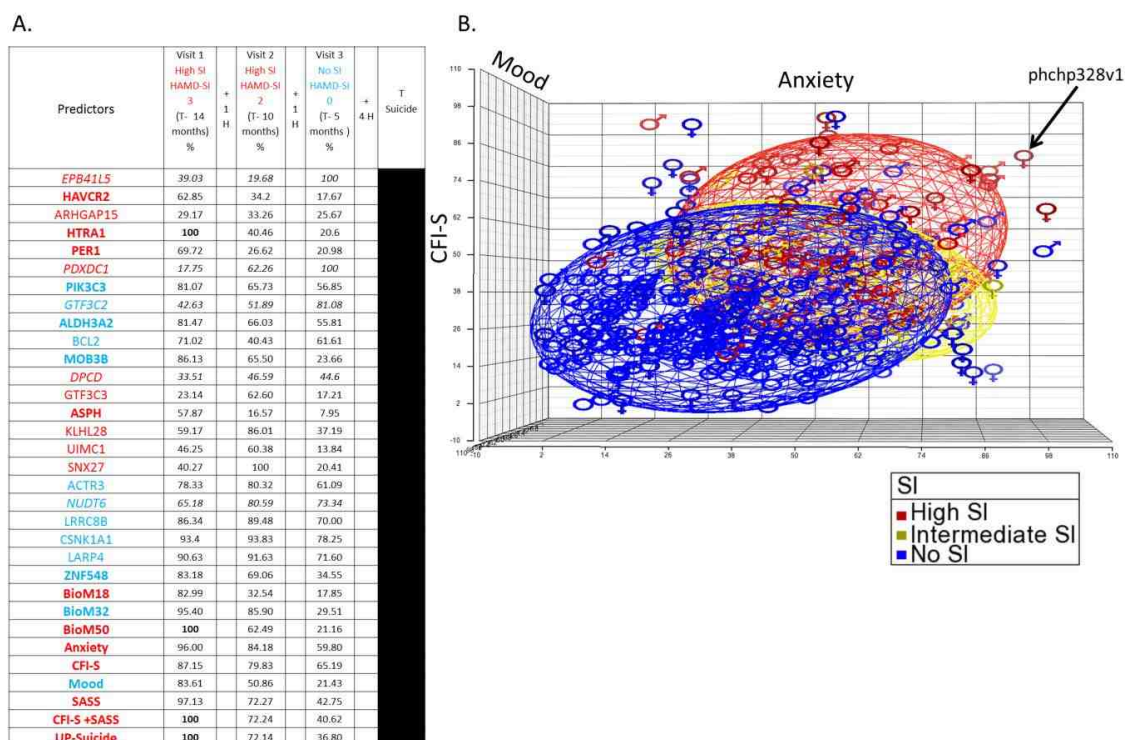 A.
Predictors
Visit 1
High SI
HAMD-SI
3
(T- 14
months)
%
+
1
H
Visit 2
High SI
HAMD-SI
2
(T- 10
months)
%
+
1
H
Visit 3
No SI
HAMD-SI
0
(T- 5
months )
%
+
4 H
T
Suicide
EPB41L5 39.03 19.68 100
HAVCR2 62.85 34.2 17.67
ARHGAP15 29.17 33.26 25.67
HTRA1 100 40.46 20.6
PER1 69.72 26.62 20.98
PDXDC1 17.75 62.26 100
PIK3C3 81.07 65.73 56.85
GTF3C2 42.63 51.89 81.08
ALDH3A2 81.47 66.03 55.81
BCL2 71.02 40.43 61.61
MOB3B 86.13 65.50 23.66
DPCD 33.51 46.59 44.6
GTF3C3 23.14 62.60 17.21
ASPH 57.87 16.57 7.95
KLHL28 59.17 86.01 37.19
UIMC1 46.25 60.38 13.84
SNX27 40.27 100 20.41
ACTR3 78.33 80.32 61.09
NUDT6 65.18 80.59 73.34
LRRC8B 86.34 89.48 70.00
CSNK1A1 93.4 93.83 78.25
LARP4 90.63 91.63 71.60
ZNF548 83.18 69.06 34.55
BioM18 82.99 32.54 17.85
BioM32 95.40 85.90 29.51
BioM50 100 62.49 21.16
Anxiety 96.00 84.18 59.80
CFI-S 87.15 79.83 65.19
Mood 83.61 50.86 21.43
SASS 97.13 72.27 42.75
CFI-S +SASS 100 72.24 40.62
UP-Suicide 100 72.14 36.80
B.
Mood
Anxiety
phchp328v1
CFI-S
110
98
86
74
62
50
38
26
14
2
-10
110 -10 2 14 26 38 50 62 74 86 98 110
SI
High SI
Intermediate SI
No SI